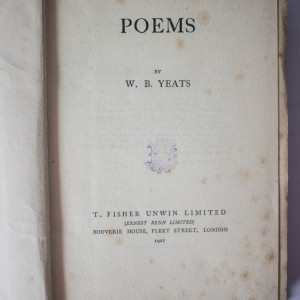 POEMS
BY
W. B. YEATS
T. FISHER UNWIN LIMITED
(ERNEST BENN LIMITED)
BOUVERIE HOUSE, FLEET STREET, LONDON
1927